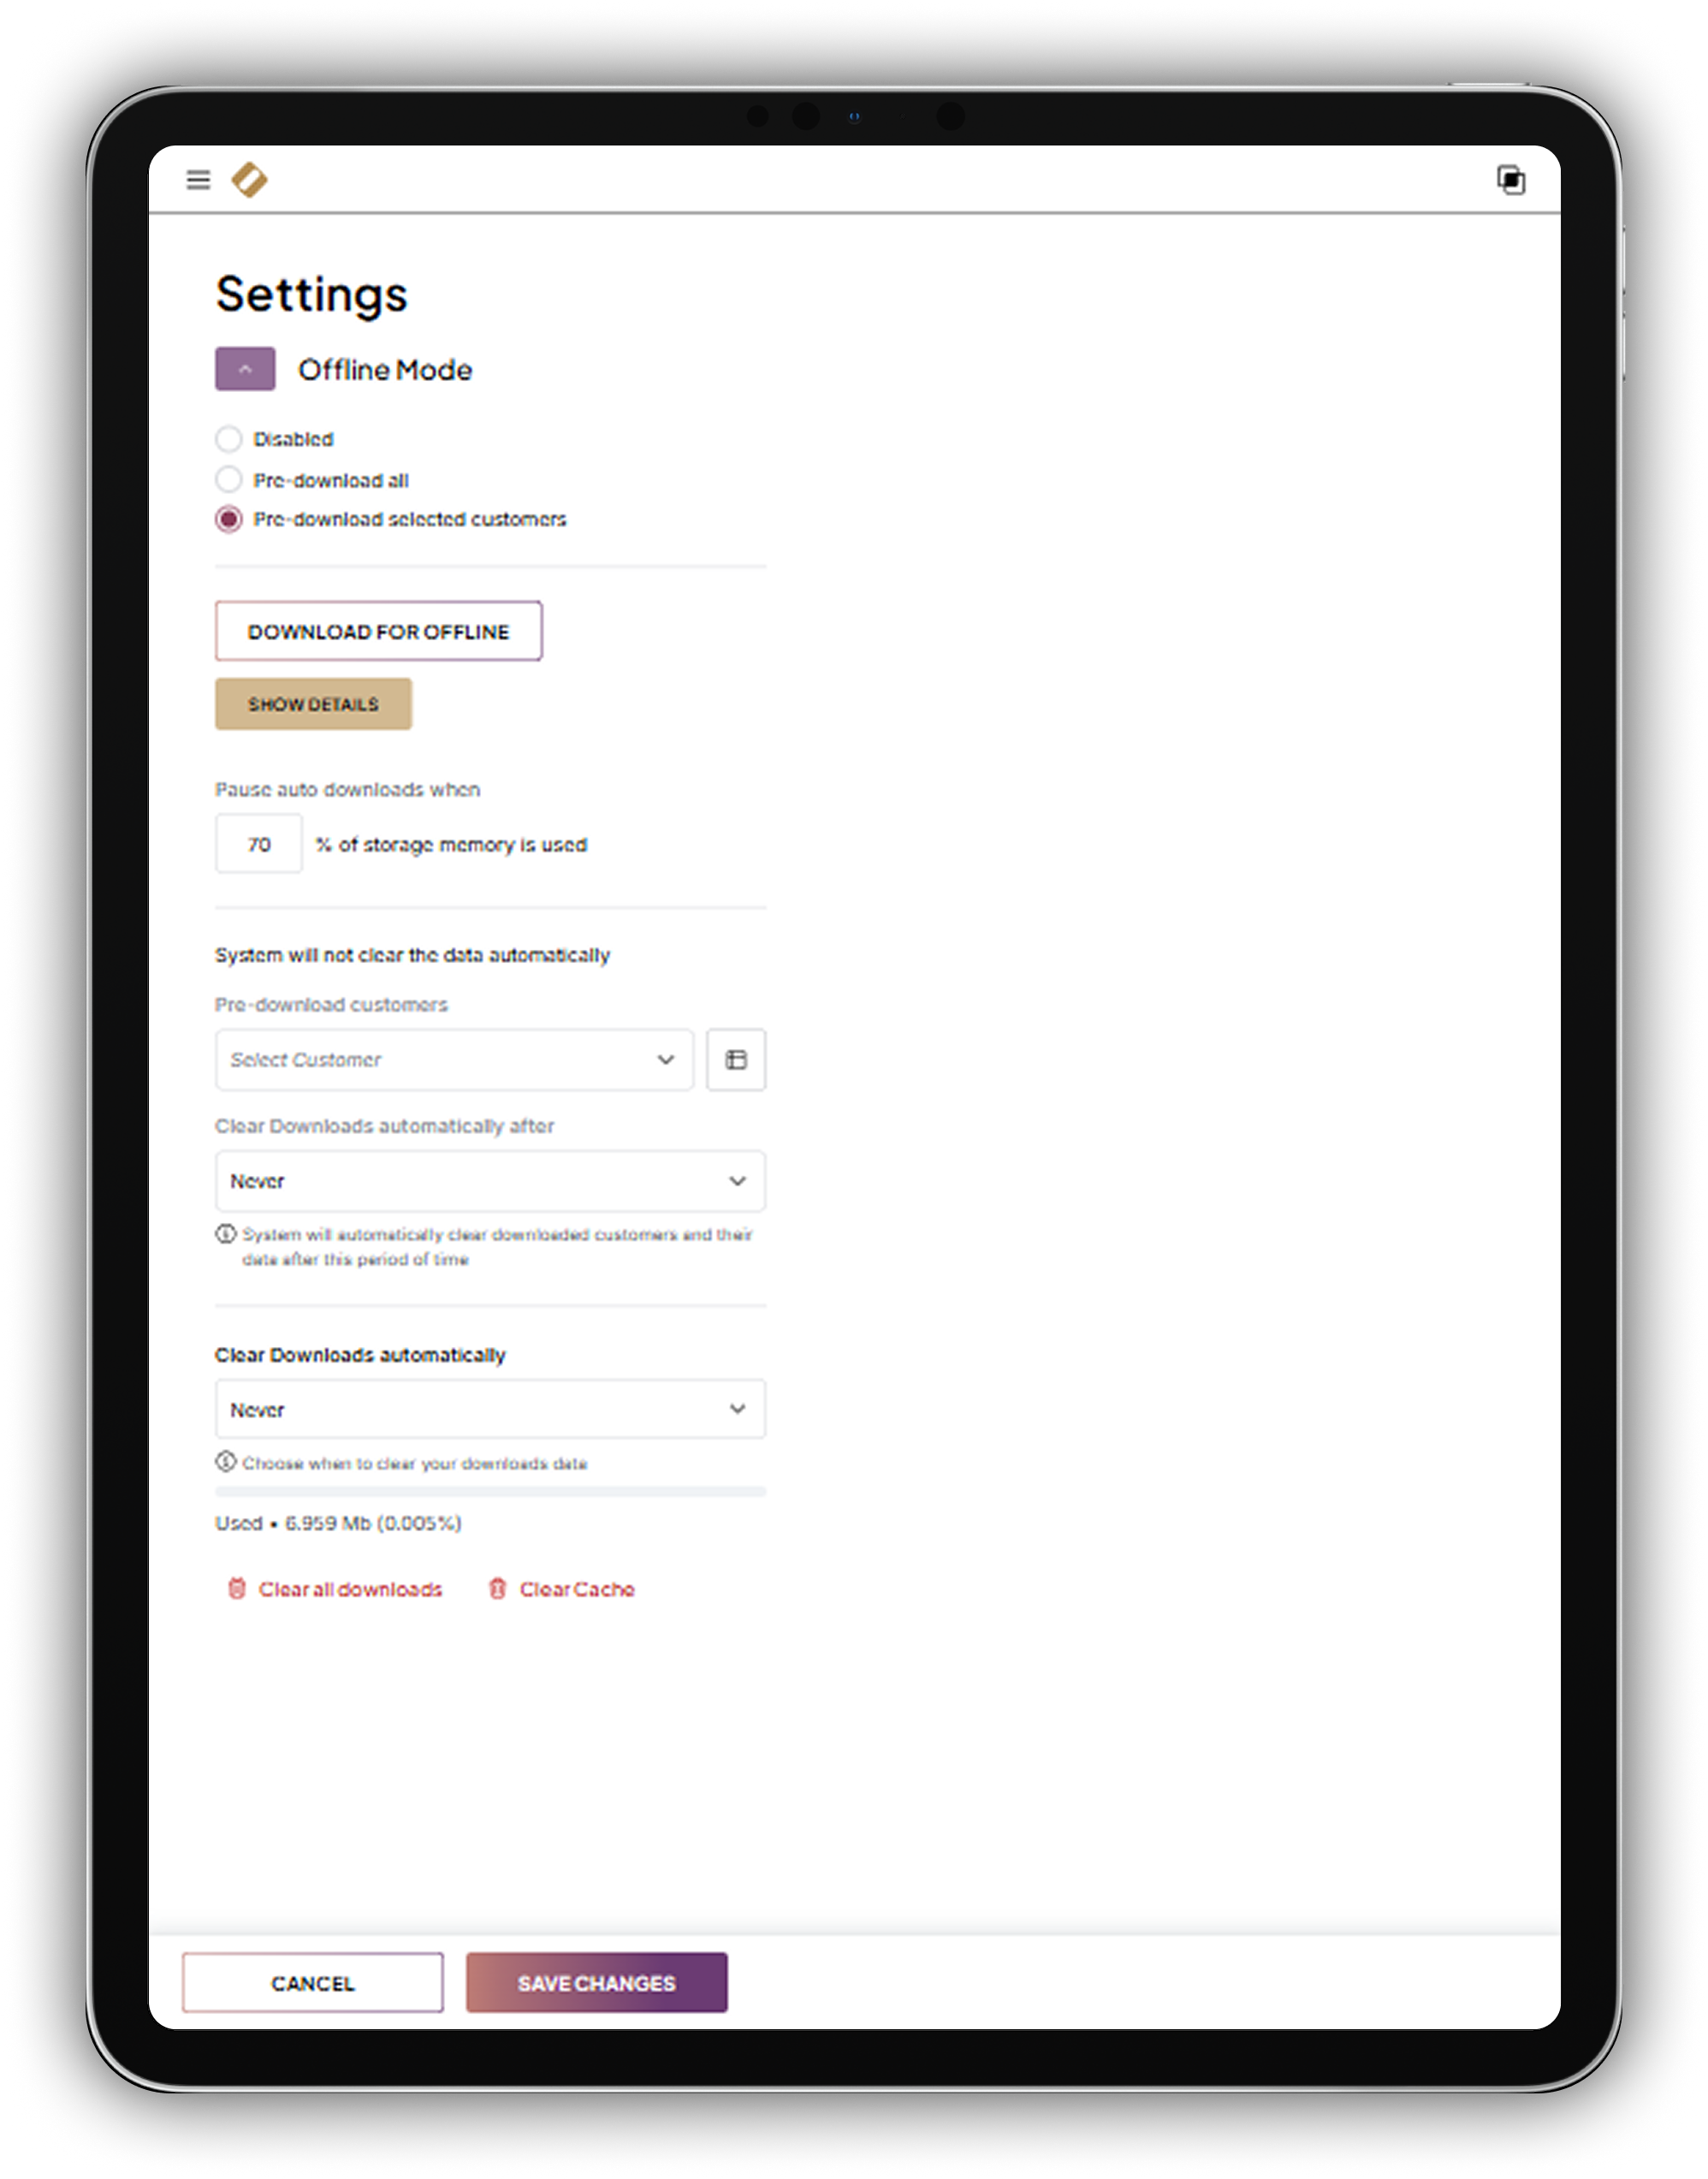 Settings
Offline Mode
Disabled
Pre-download all
Pre-download selected customers
DOWNLOAD FOR OFFLINE
SHOW DETAILS
Pause auto downloads when
70 % of storage memory is used
System will not clear the data automatically
Pre-download customers
Select Customer
Clear Downloads automatically after
Never
System will automatically clear downloaded customers and their
data after this period of time
Clear Downloads automatically
Never
Choose when to clear your downloads data
Used • 6.959 Mb (0.005%)
Clear all downloads Clear Cache
CANCEL SAVE CHANGES